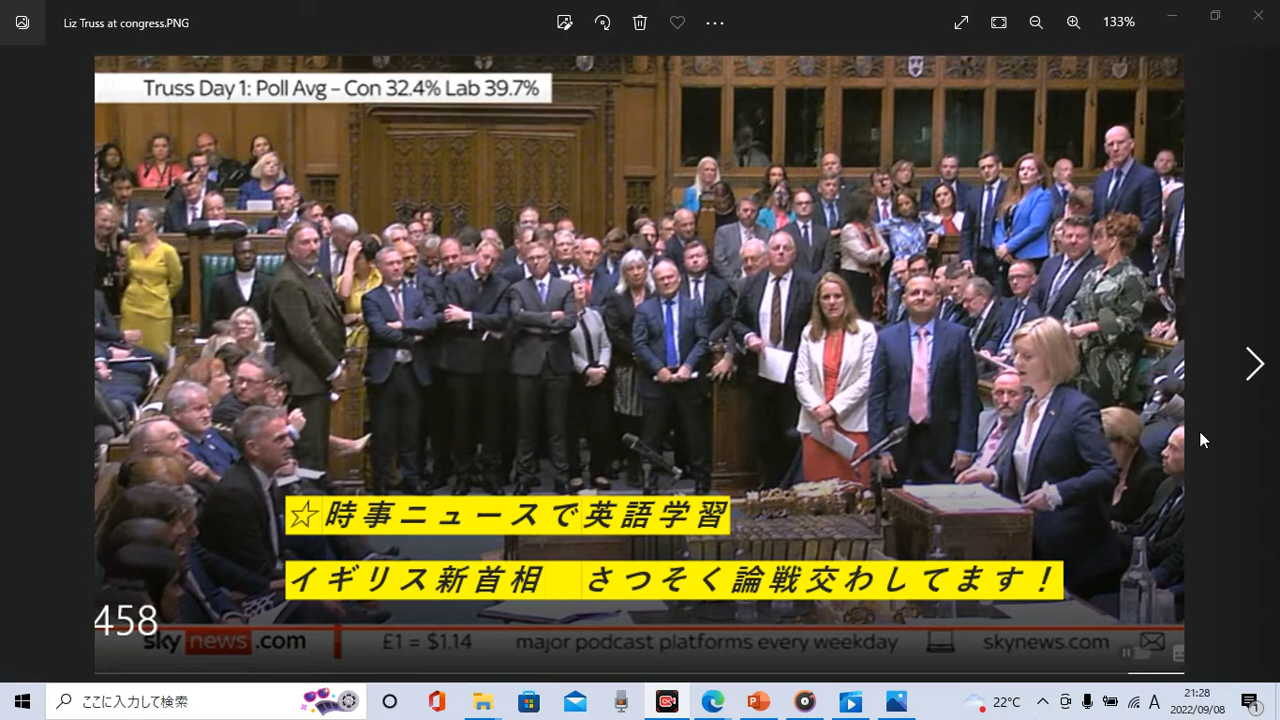 Liz Truss at congress.PNG
133%
Truss Day 1: Poll Avg – Con 32.4% Lab 39.7%
☆時事ニュースで英語学習
イギリス新首相 さつそく論戦交わしてます！
458
sky news.com £1 = $1.14 major podcast platforms every weekday skynews.com
ここに入力して検索
22°C
A
21:28
2022/09/08
1